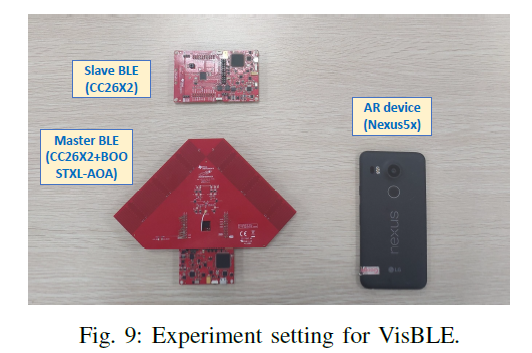 Slave BLE
(CC26X2)
AR device
(Nexus5x)
Master BLE
(CC26X2+BOO
STXL-AOA)
nexus
LG
Fig. 9: Experiment setting for VisBLE.